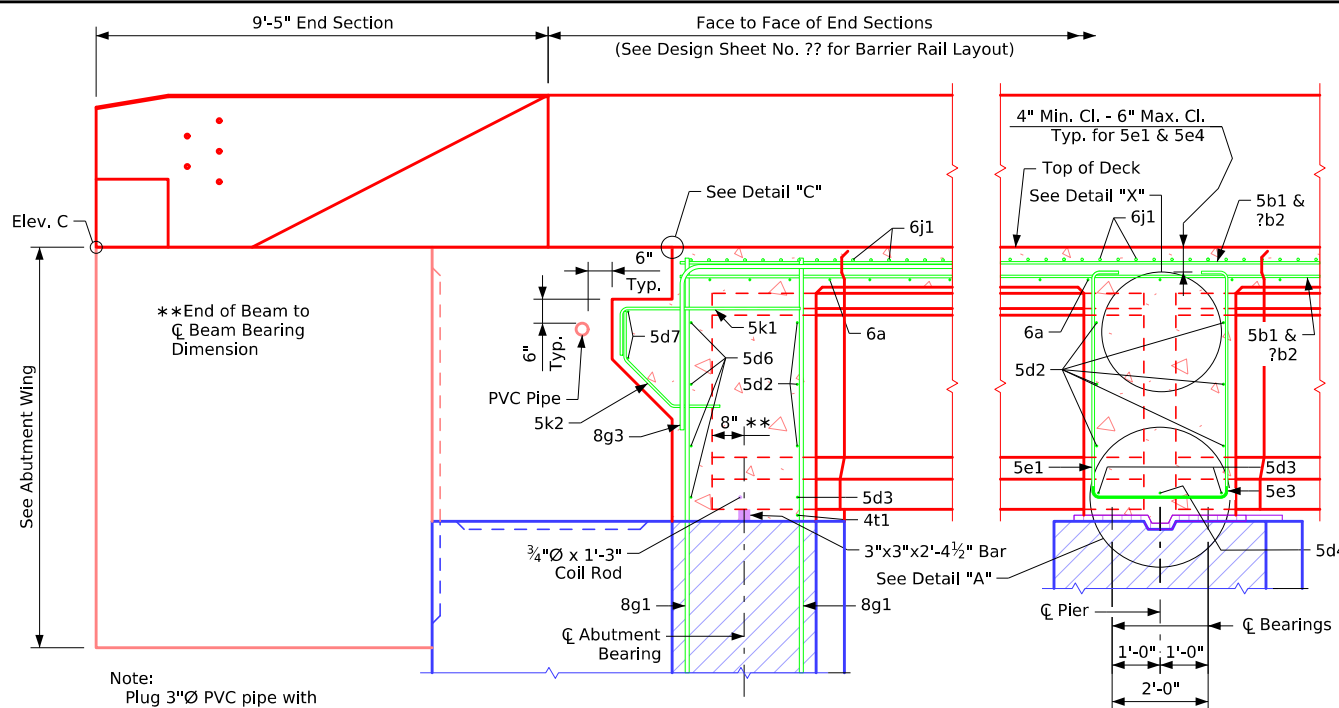 9'-5" End Section
Face to Face of End Sections
(See Design Sheet No. ?? for Barrier Rail Layout)
4" Min. Cl. - 6" Max. Cl.
Typ. for 5e1 & 5e4
Top of Deck
See Detail "X"
See Detail "C"
5b1 &
?b2
6j1
6j1
Elev. C
6"
Typ.
**End of Beam to
℄ Beam Bearing
Dimension
6"
Typ.
5k1
6a
6a
5b1 &
?b2
5d7
5d6
5d2
5d2
PVC Pipe
5k2
8g3
8" **
See Abutment Wing
5e1
5d3
5d3
5e3
4t1
¾"Ø x 1'-3"
Coil Rod
3"x3"x2'-4½" Bar
5d4
See Detail "A"
8g1
8g1
℄ Pier
℄ Bearings
℄ Abutment
Bearing
1'-0"
1'-0"
2'-0"
Note:
Plug 3"Ø PVC pipe with